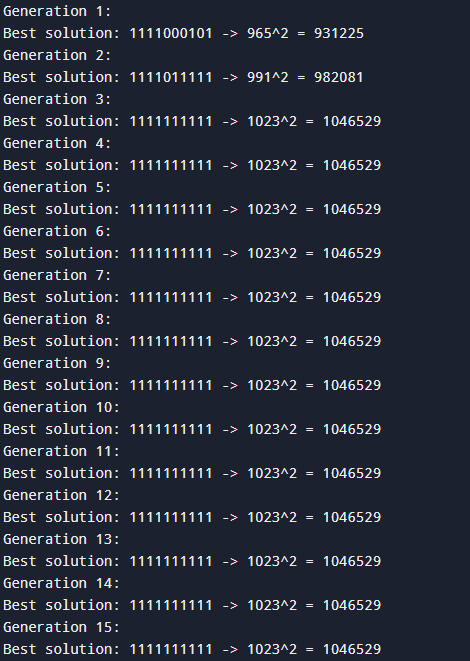 Generation 1:
Best solution: 1111000101 -> 965^2 = 931225
Generation 2:
Best solution: 1111011111 -> 991^2 = 982081
Generation 3:
Best solution: 1111111111 -> 1023^2 = 1046529
Generation 4:
Best solution: 1111111111 -> 1023^2 = 1046529
Generation 5:
Best solution: 1111111111 -> 1023^2 = 1046529
Generation 6:
Best solution: 1111111111 -> 1023^2 = 1046529
Generation 7:
Best solution: 1111111111 -> 1023^2 = 1046529
Generation 8:
Best solution: 1111111111 -> 1023^2 = 1046529
Generation 9:
Best solution: 1111111111 -> 1023^2 = 1046529
Generation 10:
Best solution: 1111111111 -> 1023^2 = 1046529
Generation 11:
Best solution: 1111111111 -> 1023^2 = 1046529
Generation 12:
Best solution: 1111111111 -> 1023^2 = 1046529
Generation 13:
Best solution: 1111111111 -> 1023^2 = 1046529
Generation 14:
Best solution: 1111111111 -> 1023^2 = 1046529
Generation 15:
Best solution: 1111111111 -> 1023^2 = 1046529